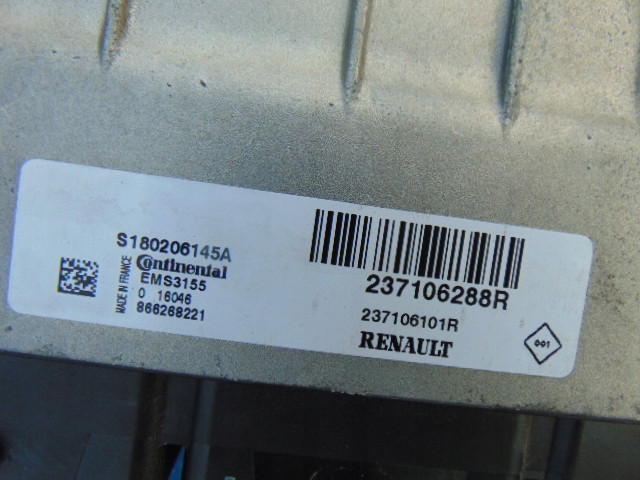 S180206145A
Continental
EMS3155
0 16046
866268221
MADE IN FRANCE
237106288R
237106101R
RENAULT
001